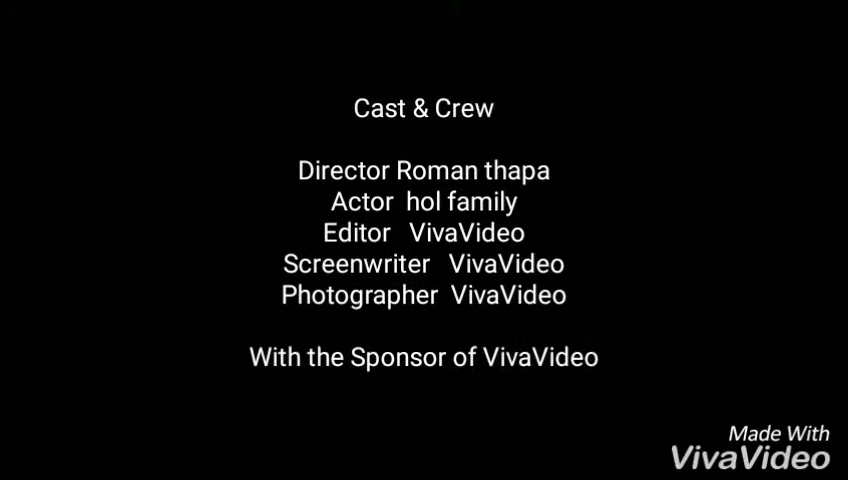 Cast & Crew
Director Roman thapa
Actor hol family
Editor VivaVideo
Screenwriter VivaVideo
Photographer VivaVideo
With the Sponsor of VivaVideo
Made With
VivaVideo